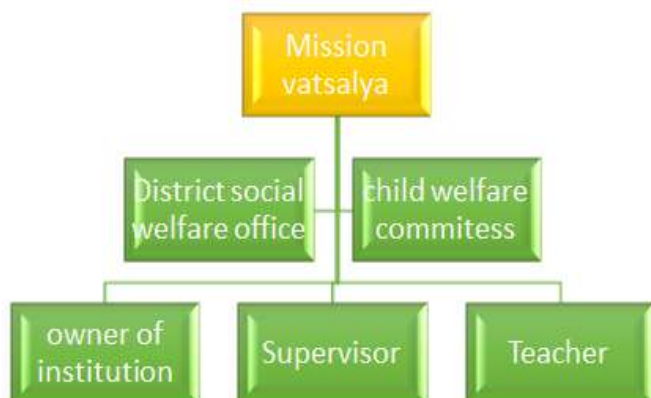 Mission
vatsalya
District social
welfare office
child welfare
commitess
owner of
institution
Supervisor
Teacher